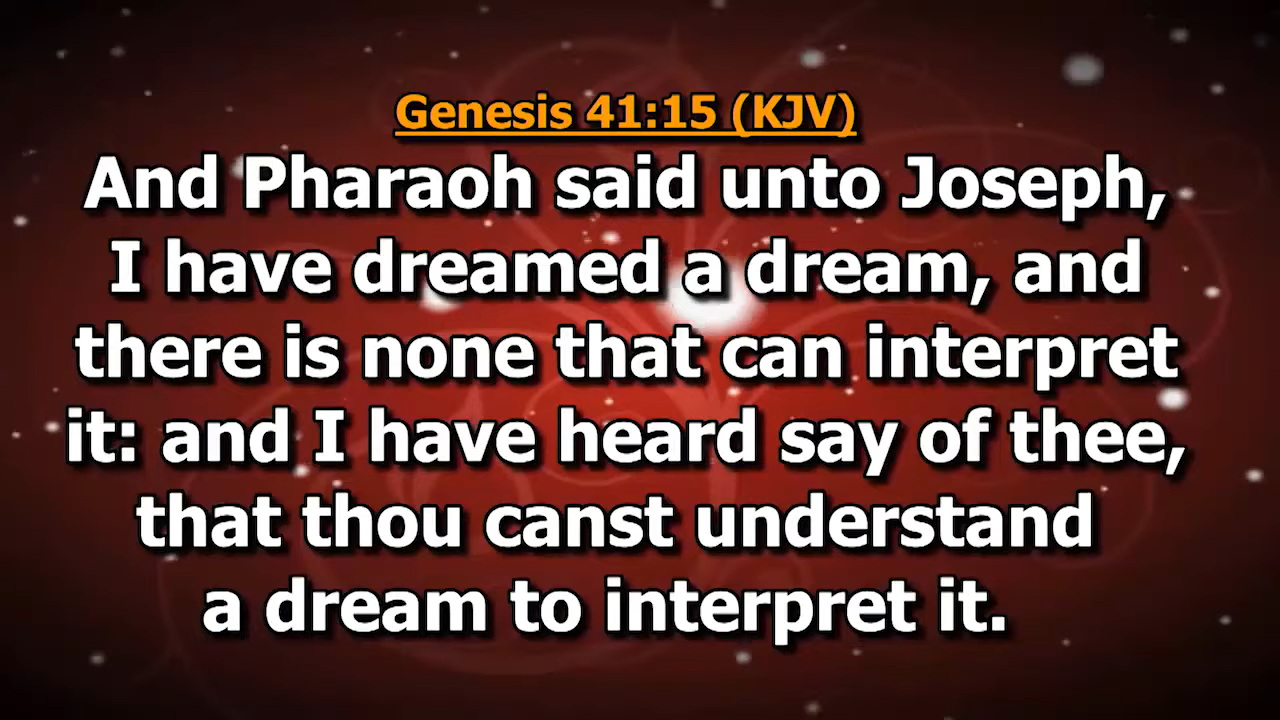 Genesis 41:15 (KJV)
And Pharaoh said unto Joseph,
I have dreamed a dream, and
there is none that can interpret
it: and I have heard say of thee,
that thou canst understand
a dream to interpret it.